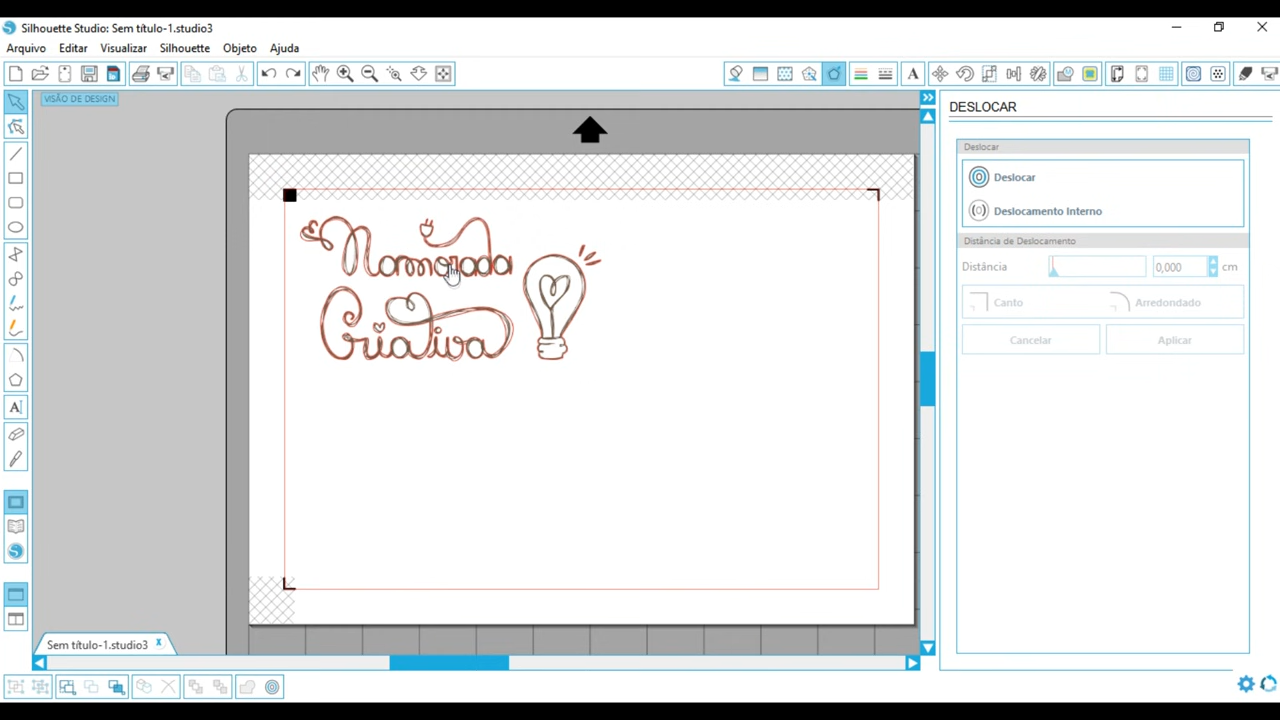 Silhouette Studio: Sem título-1.studio3
Arquivo Editar Visualizar Silhouette Objeto Ajuda
VISÃO DE DESIGN
DESLOCAR
Deslocar
Deslocar
Deslocamento Interno
Distância de Deslocamento
Distância 0,000 cm
Canto Arredondado
Cancelar Aplicar
Namorada
Criativa
Sem título-1.studio3